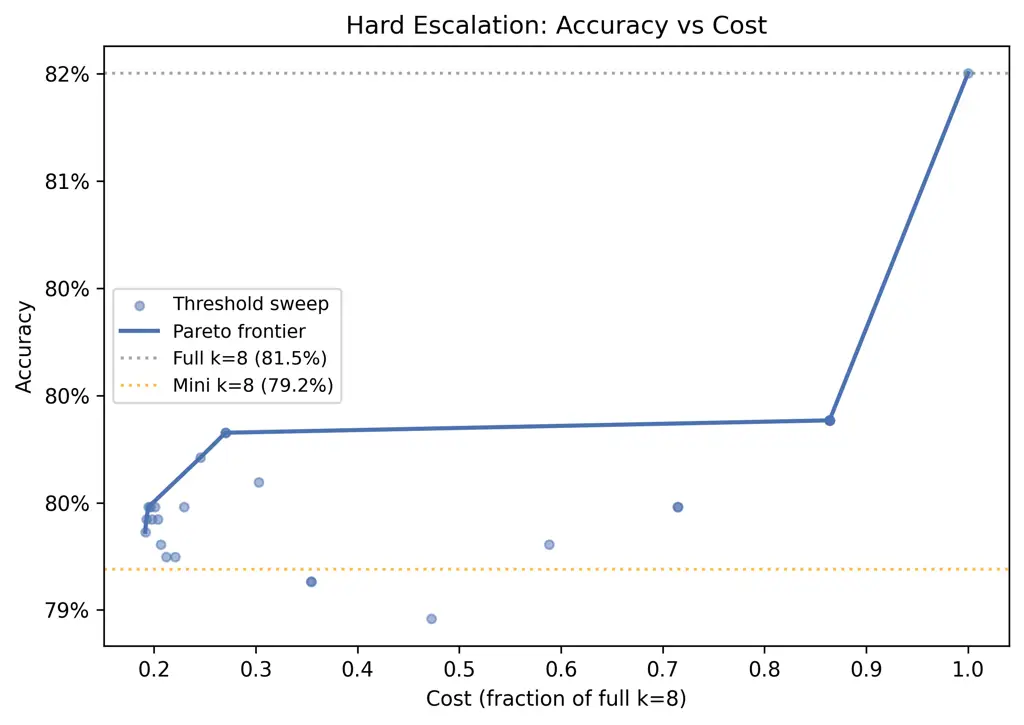 Hard Escalation: Accuracy vs Cost
82%
81%
80%
80%
80%
79%
Accuracy
Threshold sweep
Pareto frontier
Full k=8 (81.5%)
Mini k=8 (79.2%)
0.2 0.3 0.4 0.5 0.6 0.7 0.8 0.9 1.0
Cost (fraction of full k=8)